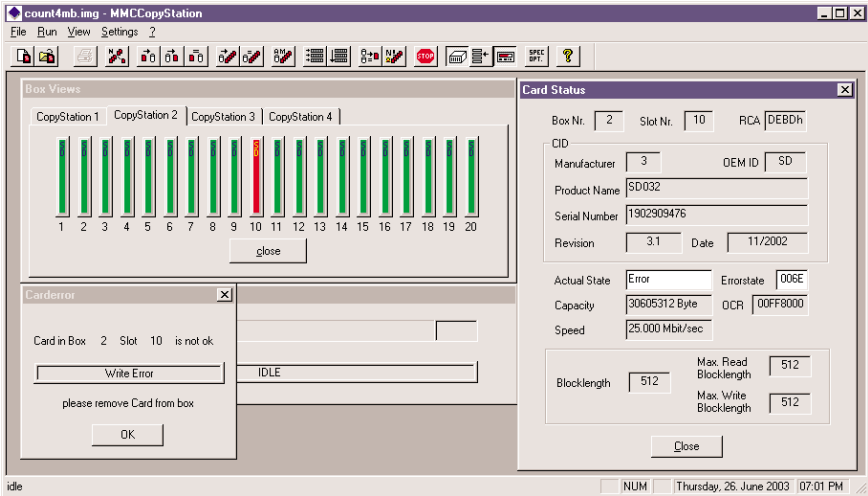 count4mb.img - MMCCopyStation
File Run View Settings ?
STOP
SPEC OPT.
?
Box Views
CopyStation 1 CopyStation 2 CopyStation 3 CopyStation 4
1 2 3 4 5 6 7 8 9 10 11 12 13 14 15 16 17 18 19 20
close
Carderror
Card in Box 2 Slot 10 is not ok
Write Error
please remove Card from box
OK
IDLE
Card Status
Box Nr. 2 Slot Nr. 10 RCA DEBDh
CID
Manufacturer 3 OEM ID SD
Product Name SD032
Serial Number 1902909476
Revision 3.1 Date 11/2002
Actual State Error Errorstate 006E
Capacity 30605312 Byte OCR 00FF8000
Speed 25.000 Mbit/sec
Blocklength 512
Max. Read Blocklength 512
Max. Write Blocklength 512
Close
idle
NUM Thursday, 26. June 2003 07:01 PM